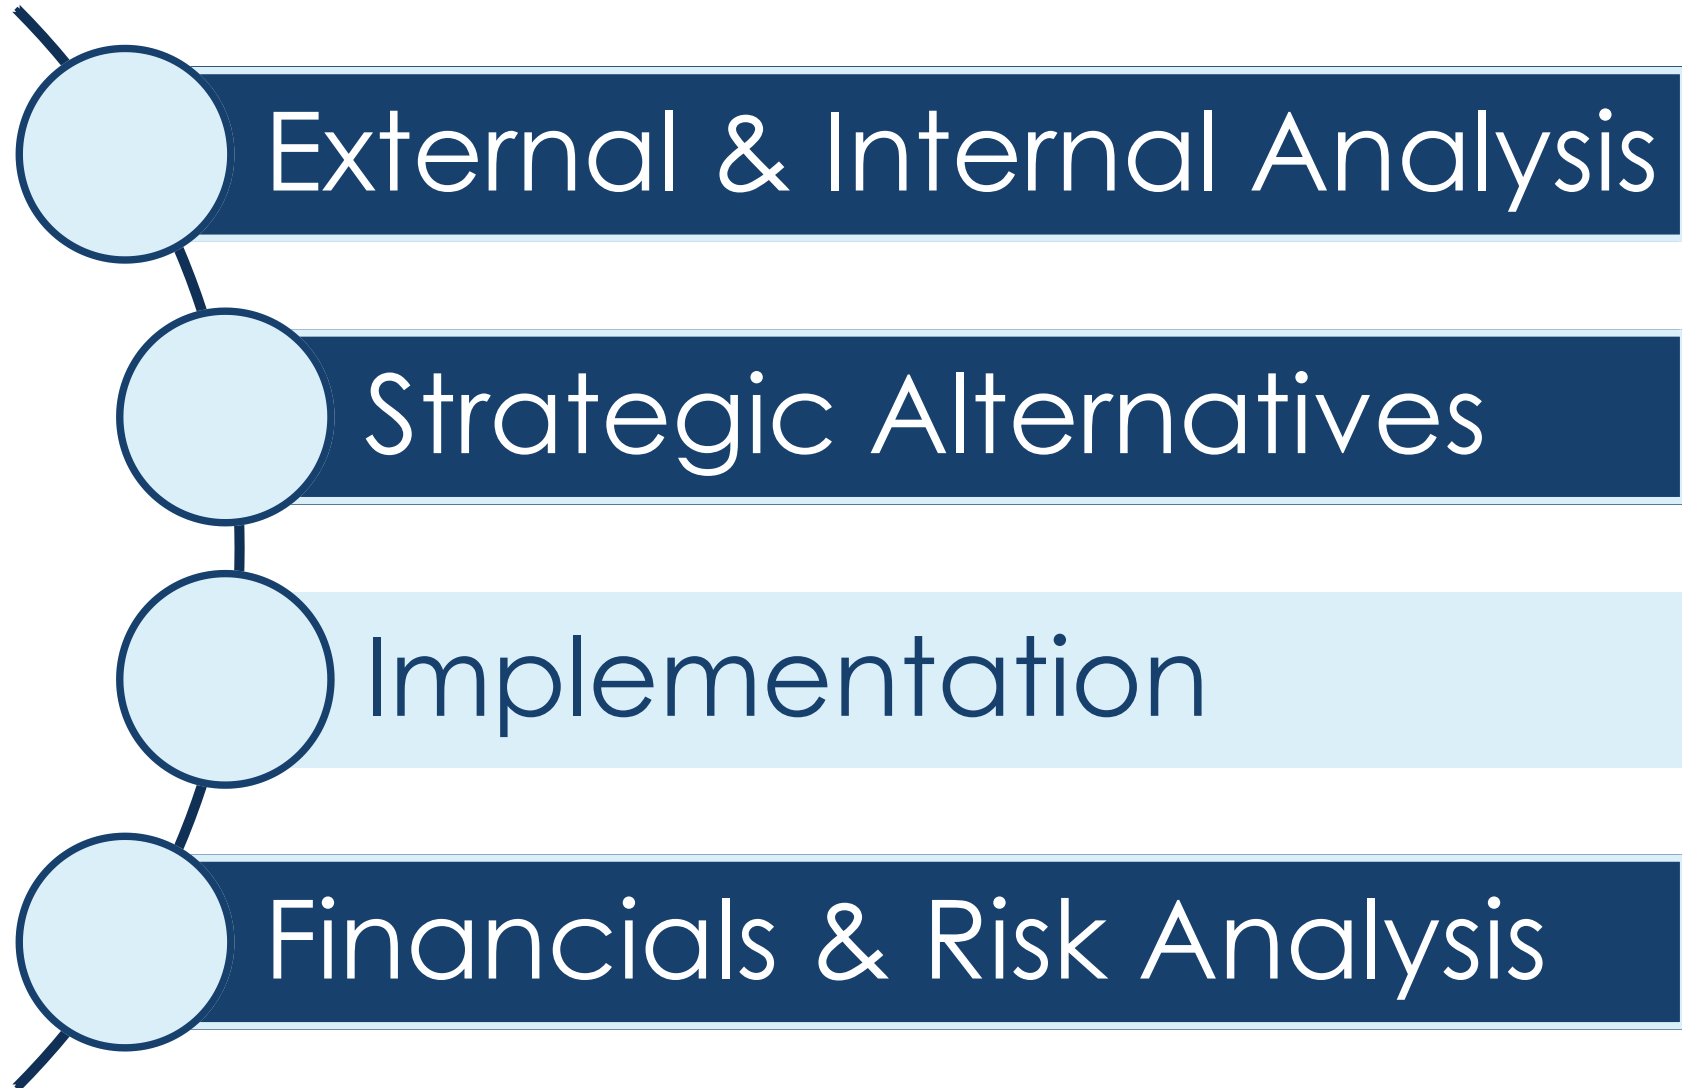 External & Internal Analysis
Strategic Alternatives
Implementation
Financials & Risk Analysis